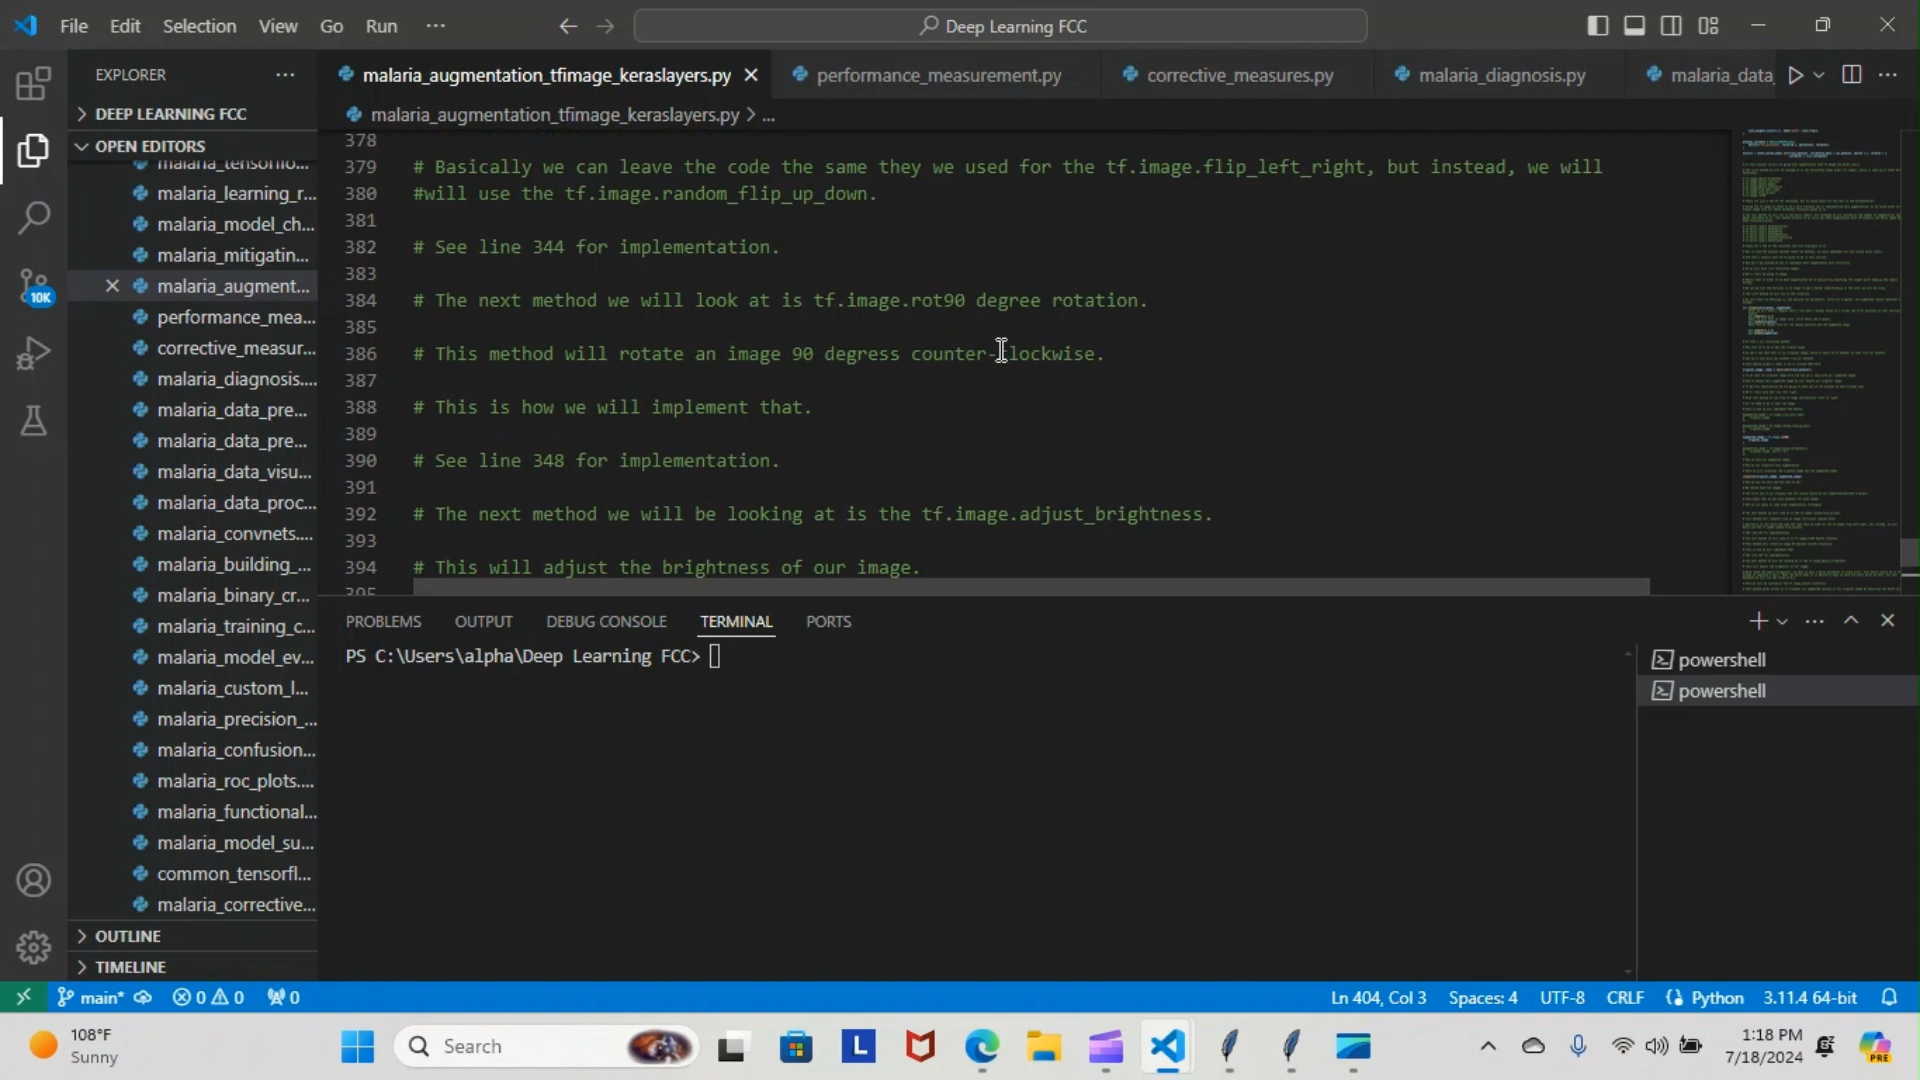 File Edit Selection View Go Run ···
Deep Learning FCC
EXPLORER ···
malaria_augmentation_tfimage_keraslayers.py
performance_measurement.py
corrective_measures.py
malaria_diagnosis.py
malaria_data_
DEEP LEARNING FCC
malaria_augmentation_tfimage_keraslayers.py > ...
OPEN EDITORS
malaria_tensorflo...
malaria_learning_r...
malaria_model_ch...
malaria_mitigatin...
malaria_augment...
performance_mea...
corrective_measur...
malaria_diagnosis....
malaria_data_pre...
malaria_data_pre...
malaria_data_visu...
malaria_data_proc...
malaria_convnets....
malaria_building_...
malaria_binary_cr...
malaria_training_c...
malaria_model_ev...
malaria_custom_l...
malaria_precision_...
malaria_confusion...
malaria_roc_plots....
malaria_functional...
malaria_model_su...
common_tensorfl...
malaria_corrective...
OUTLINE
TIMELINE
378
379 # Basically we can leave the code the same they we used for the tf.image.flip_left_right, but instead, we will
380 #will use the tf.image.random_flip_up_down.
381
382 # See line 344 for implementation.
383
384 # The next method we will look at is tf.image.rot90 degree rotation.
385
386 # This method will rotate an image 90 degress counter-clockwise.
387
388 # This is how we will implement that.
389
390 # See line 348 for implementation.
391
392 # The next method we will be looking at is the tf.image.adjust_brightness.
393
394 # This will adjust the brightness of our image.
395
PROBLEMS OUTPUT DEBUG CONSOLE TERMINAL PORTS
PS C:\Users\alpha\Deep Learning FCC>
powershell
powershell
10K
main* 0 0 0
Ln 404, Col 3 Spaces: 4 UTF-8 CRLF Python 3.11.4 64-bit
108°F
Sunny
Search
L
1:18 PM
7/18/2024
PRE